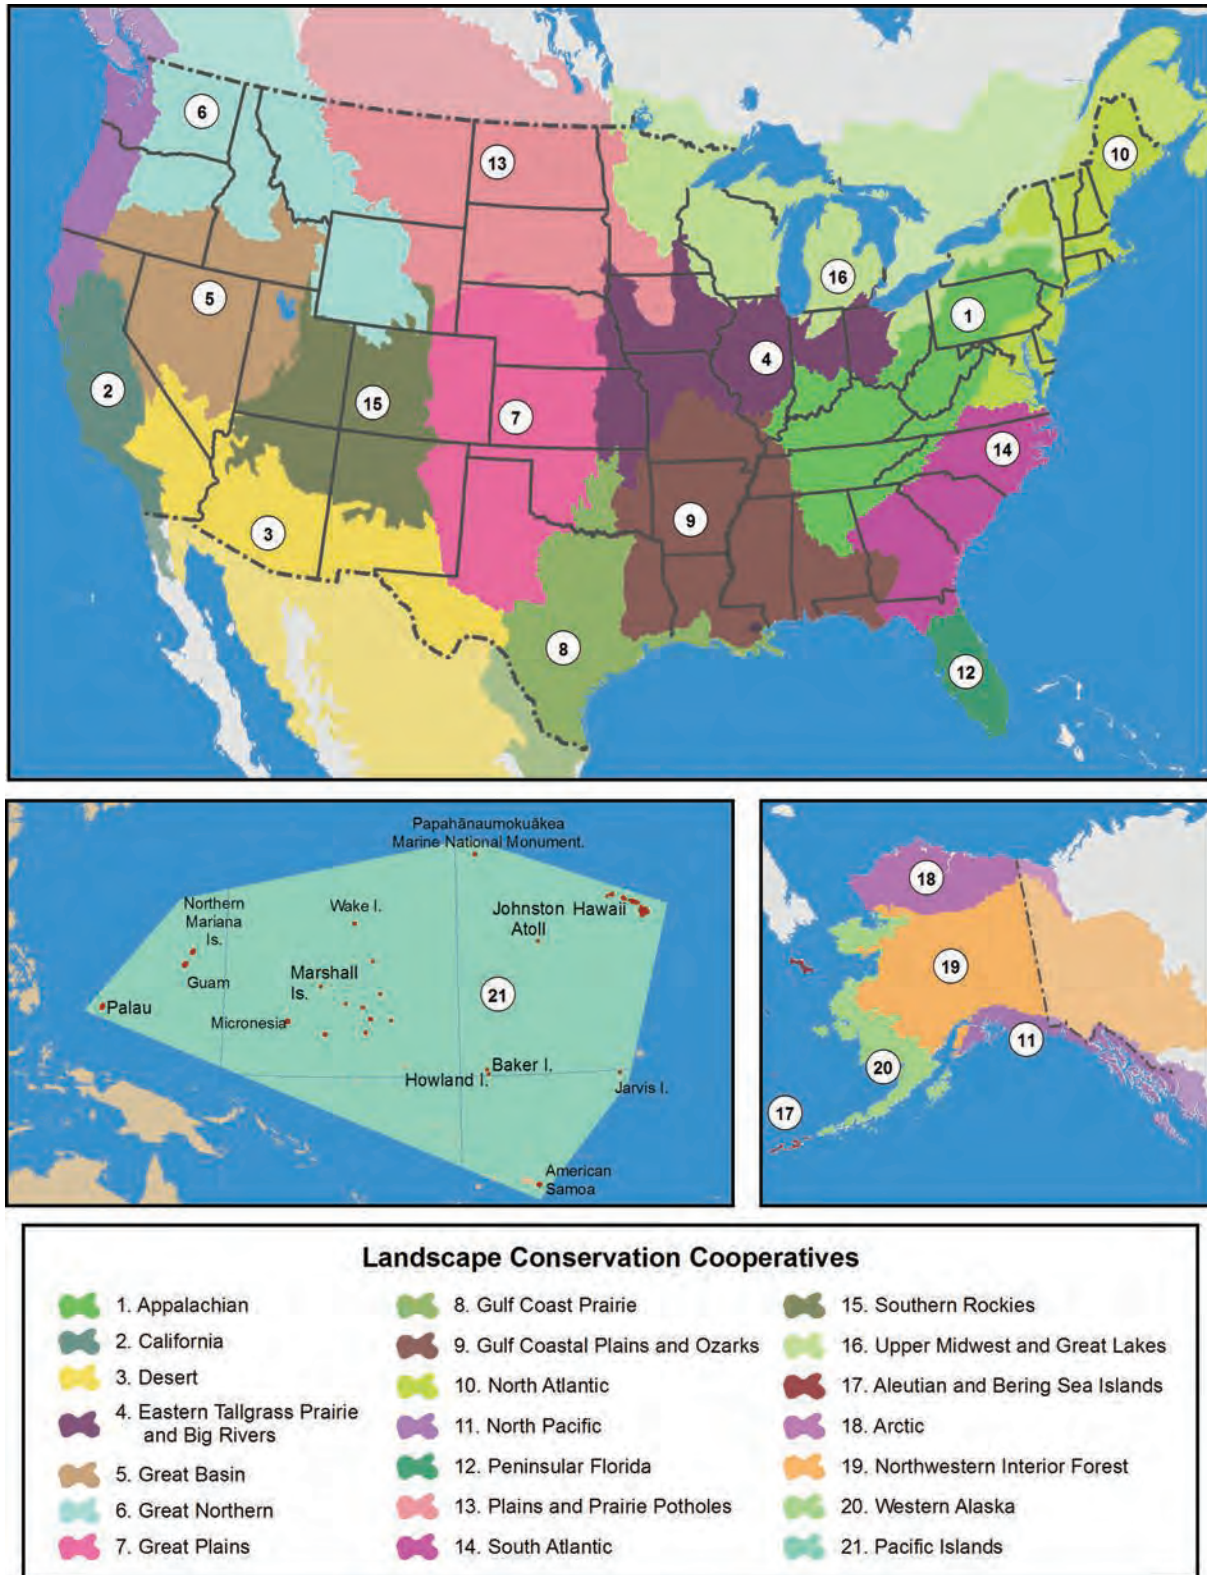 6
13
10
16
5
1
2
4
15
7
14
9
3
8
12
Papahānaumokuākea
Marine National Monument.
Northern
Mariana
Is.
Wake I.
Johnston
Atoll
Hawaii
Guam
Marshall
Is.
21
Palau
Micronesia
Howland I.
Baker I.
Jarvis I.
American
Samoa
18
19
11
20
17
Landscape Conservation Cooperatives
1. Appalachian
2. California
3. Desert
4. Eastern Tallgrass Prairie
and Big Rivers
5. Great Basin
6. Great Northern
7. Great Plains
8. Gulf Coast Prairie
9. Gulf Coastal Plains and Ozarks
10. North Atlantic
11. North Pacific
12. Peninsular Florida
13. Plains and Prairie Potholes
14. South Atlantic
15. Southern Rockies
16. Upper Midwest and Great Lakes
17. Aleutian and Bering Sea Islands
18. Arctic
19. Northwestern Interior Forest
20. Western Alaska
21. Pacific Islands